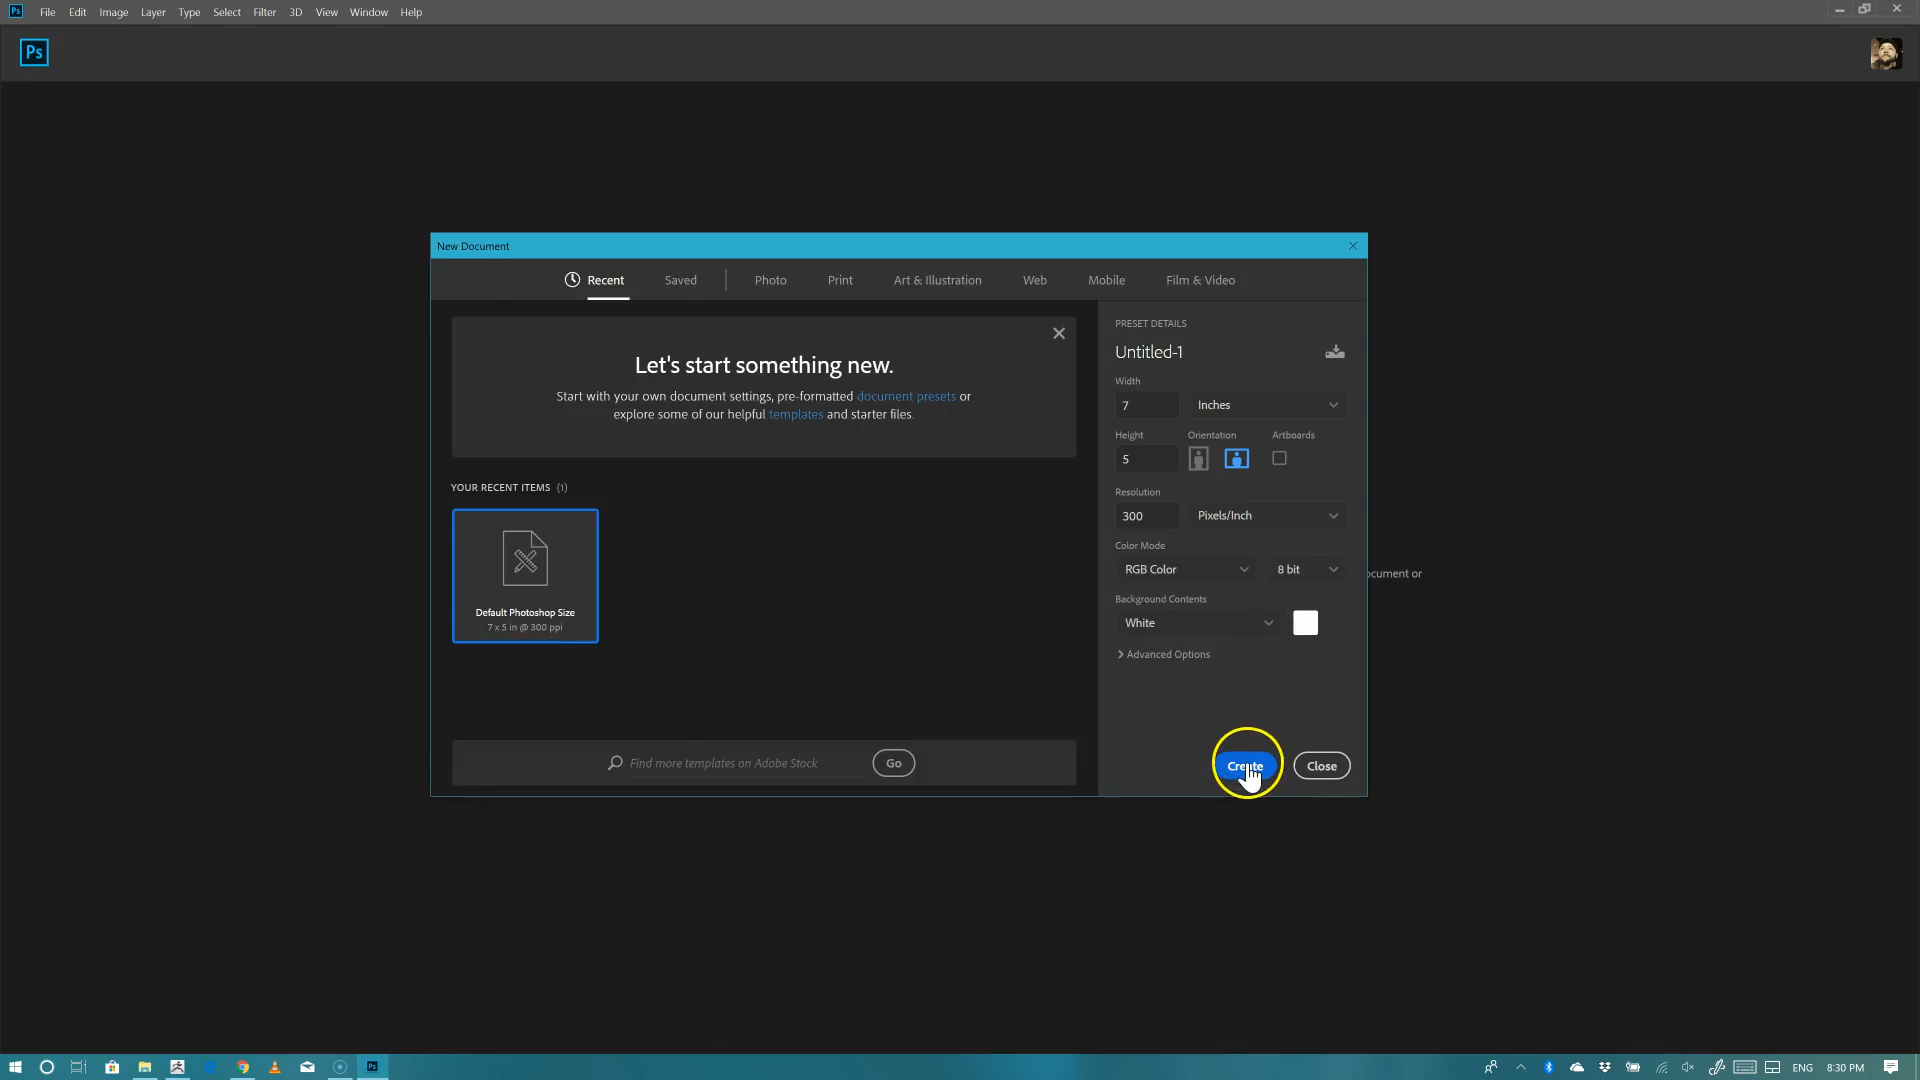 Ps File Edit Image Layer Type Select Filter 3D View Window Help
Ps
New Document
Recent Saved Photo Print Art & Illustration Web Mobile Film & Video
Let's start something new.
Start with your own document settings, pre-formatted document presets or
explore some of our helpful templates and starter files.
YOUR RECENT ITEMS (1)
Default Photoshop Size
7 x 5 in @ 300 ppi
Find more templates on Adobe Stock Go
PRESET DETAILS
Untitled-1
Width
7 Inches
Height Orientation Artboards
5
Resolution
300 Pixels/Inch
Color Mode
RGB Color 8 bit
Background Contents
White
Advanced Options
Create Close
ocument or
Ps ENG 8:30 PM